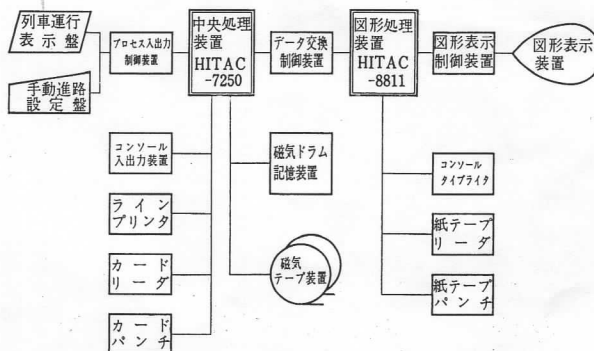 列車運行
表示盤
手動進路
設定盤
プロセス入出力
制御装置
中央処理
装置
HITAC
-7250
データ交換
制御装置
図形処理
装置
HITAC
-8811
図形表示
制御装置
図形表示
装置
コンソール
入出力装置
ライン
プリンタ
カード
リーダ
カード
パンチ
磁気ドラム
記憶装置
磁気
テープ装置
コンソール
タイプライタ
紙テープ
リーダ
紙テープ
パンチ